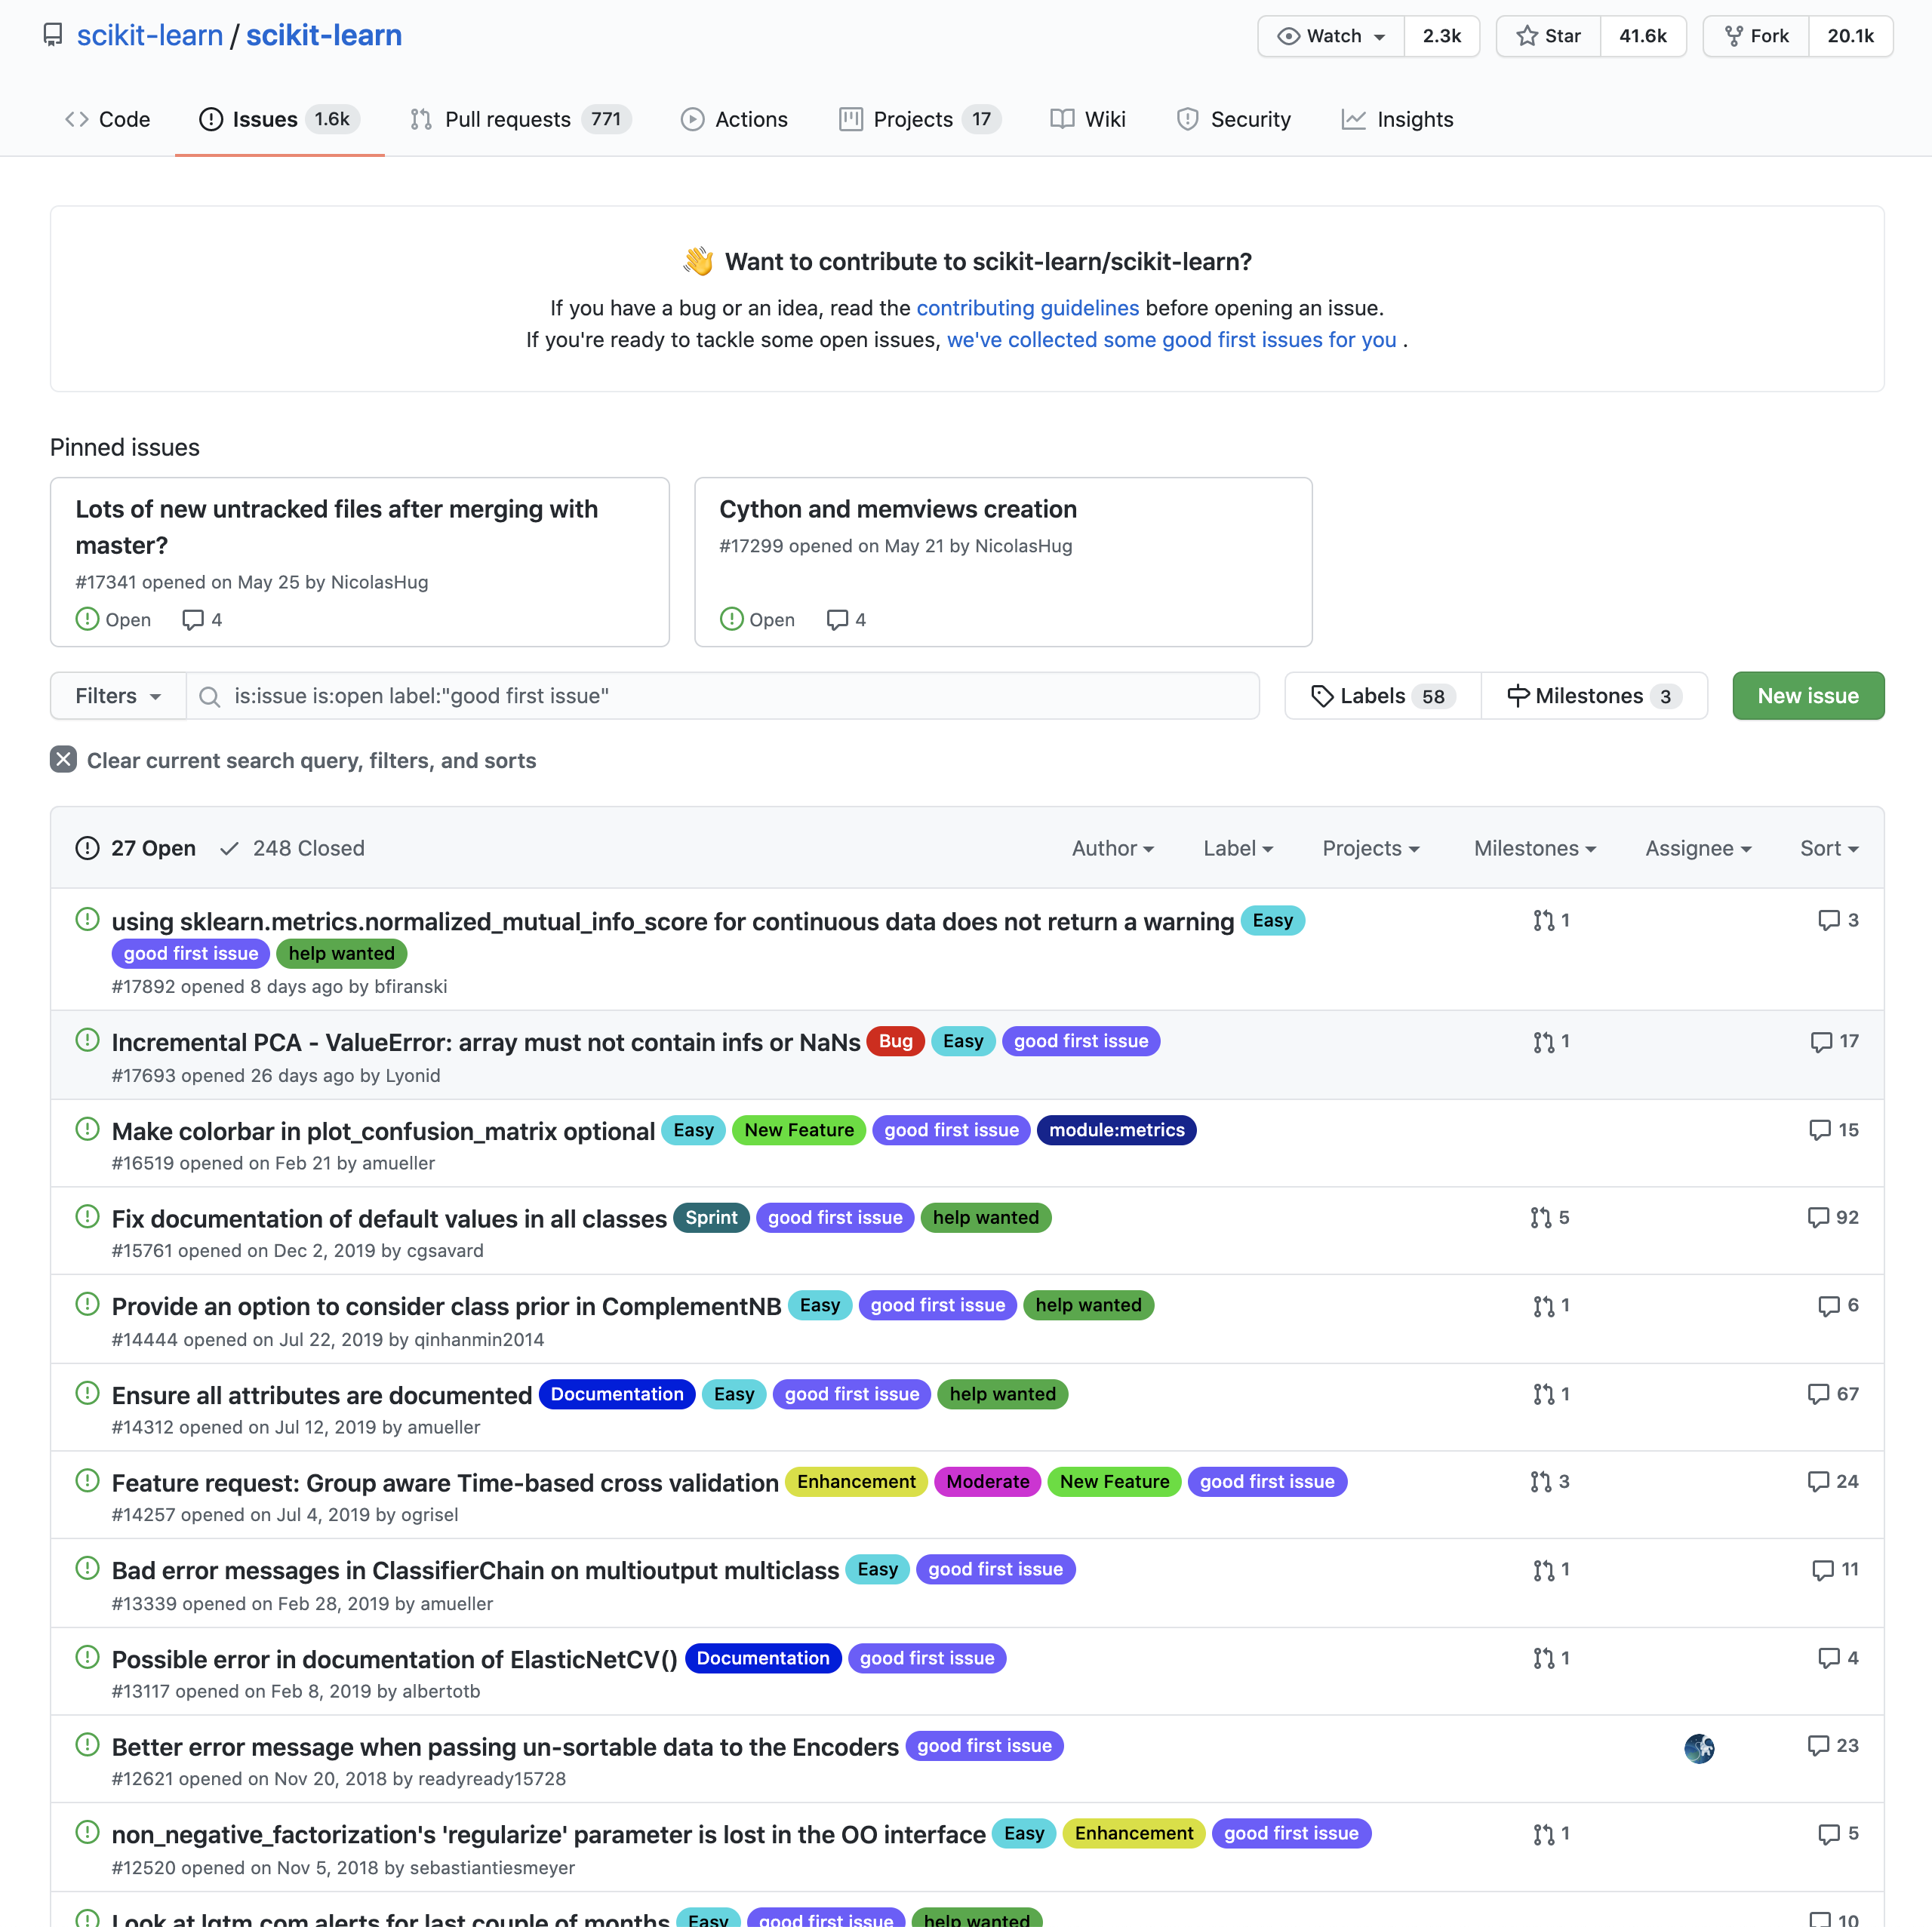 scikit-learn / scikit-learn
Watch 2.3k Star 41.6k Fork 20.1k
Code Issues 1.6k Pull requests 771 Actions Projects 17 Wiki Security Insights
👋 Want to contribute to scikit-learn/scikit-learn?
If you have a bug or an idea, read the contributing guidelines before opening an issue.
If you're ready to tackle some open issues, we've collected some good first issues for you .
Pinned issues
Lots of new untracked files after merging with
master?
#17341 opened on May 25 by NicolasHug
Open 4
Cython and memviews creation
#17299 opened on May 21 by NicolasHug
Open 4
Filters is:issue is:open label:"good first issue" Labels 58 Milestones 3 New issue
Clear current search query, filters, and sorts
27 Open 248 Closed Author Label Projects Milestones Assignee Sort
using sklearn.metrics.normalized_mutual_info_score for continuous data does not return a warning Easy 1 3
good first issue help wanted
#17892 opened 8 days ago by bfiranski
Incremental PCA - ValueError: array must not contain infs or NaNs Bug Easy good first issue 1 17
#17693 opened 26 days ago by Lyonid
Make colorbar in plot_confusion_matrix optional Easy New Feature good first issue module:metrics 15
#16519 opened on Feb 21 by amueller
Fix documentation of default values in all classes Sprint good first issue help wanted 5 92
#15761 opened on Dec 2, 2019 by cgsavard
Provide an option to consider class prior in ComplementNB Easy good first issue help wanted 1 6
#14444 opened on Jul 22, 2019 by qinhanmin2014
Ensure all attributes are documented Documentation Easy good first issue help wanted 1 67
#14312 opened on Jul 12, 2019 by amueller
Feature request: Group aware Time-based cross validation Enhancement Moderate New Feature good first issue 3 24
#14257 opened on Jul 4, 2019 by ogrisel
Bad error messages in ClassifierChain on multioutput multiclass Easy good first issue 1 11
#13339 opened on Feb 28, 2019 by amueller
Possible error in documentation of ElasticNetCV() Documentation good first issue 1 4
#13117 opened on Feb 8, 2019 by albertotb
Better error message when passing un-sortable data to the Encoders good first issue 23
#12621 opened on Nov 20, 2018 by readyready15728
non_negative_factorization's 'regularize' parameter is lost in the OO interface Easy Enhancement good first issue 1 5
#12520 opened on Nov 5, 2018 by sebastiantiesmeyer
Look at lgtm.com alerts for last couple of months Easy good first issue help wanted 10